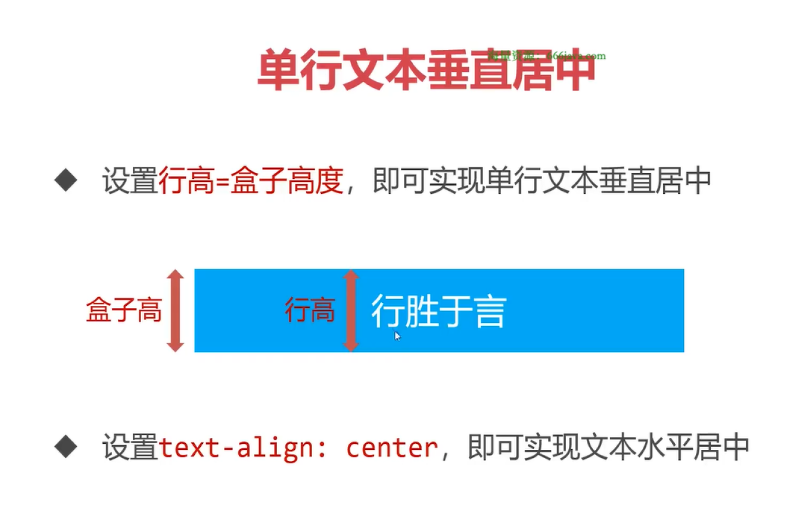 单行文本垂直居中
设置行高=盒子高度，即可实现单行文本垂直居中
盒子高
行高
行胜于言
设置text-align: center，即可实现文本水平居中